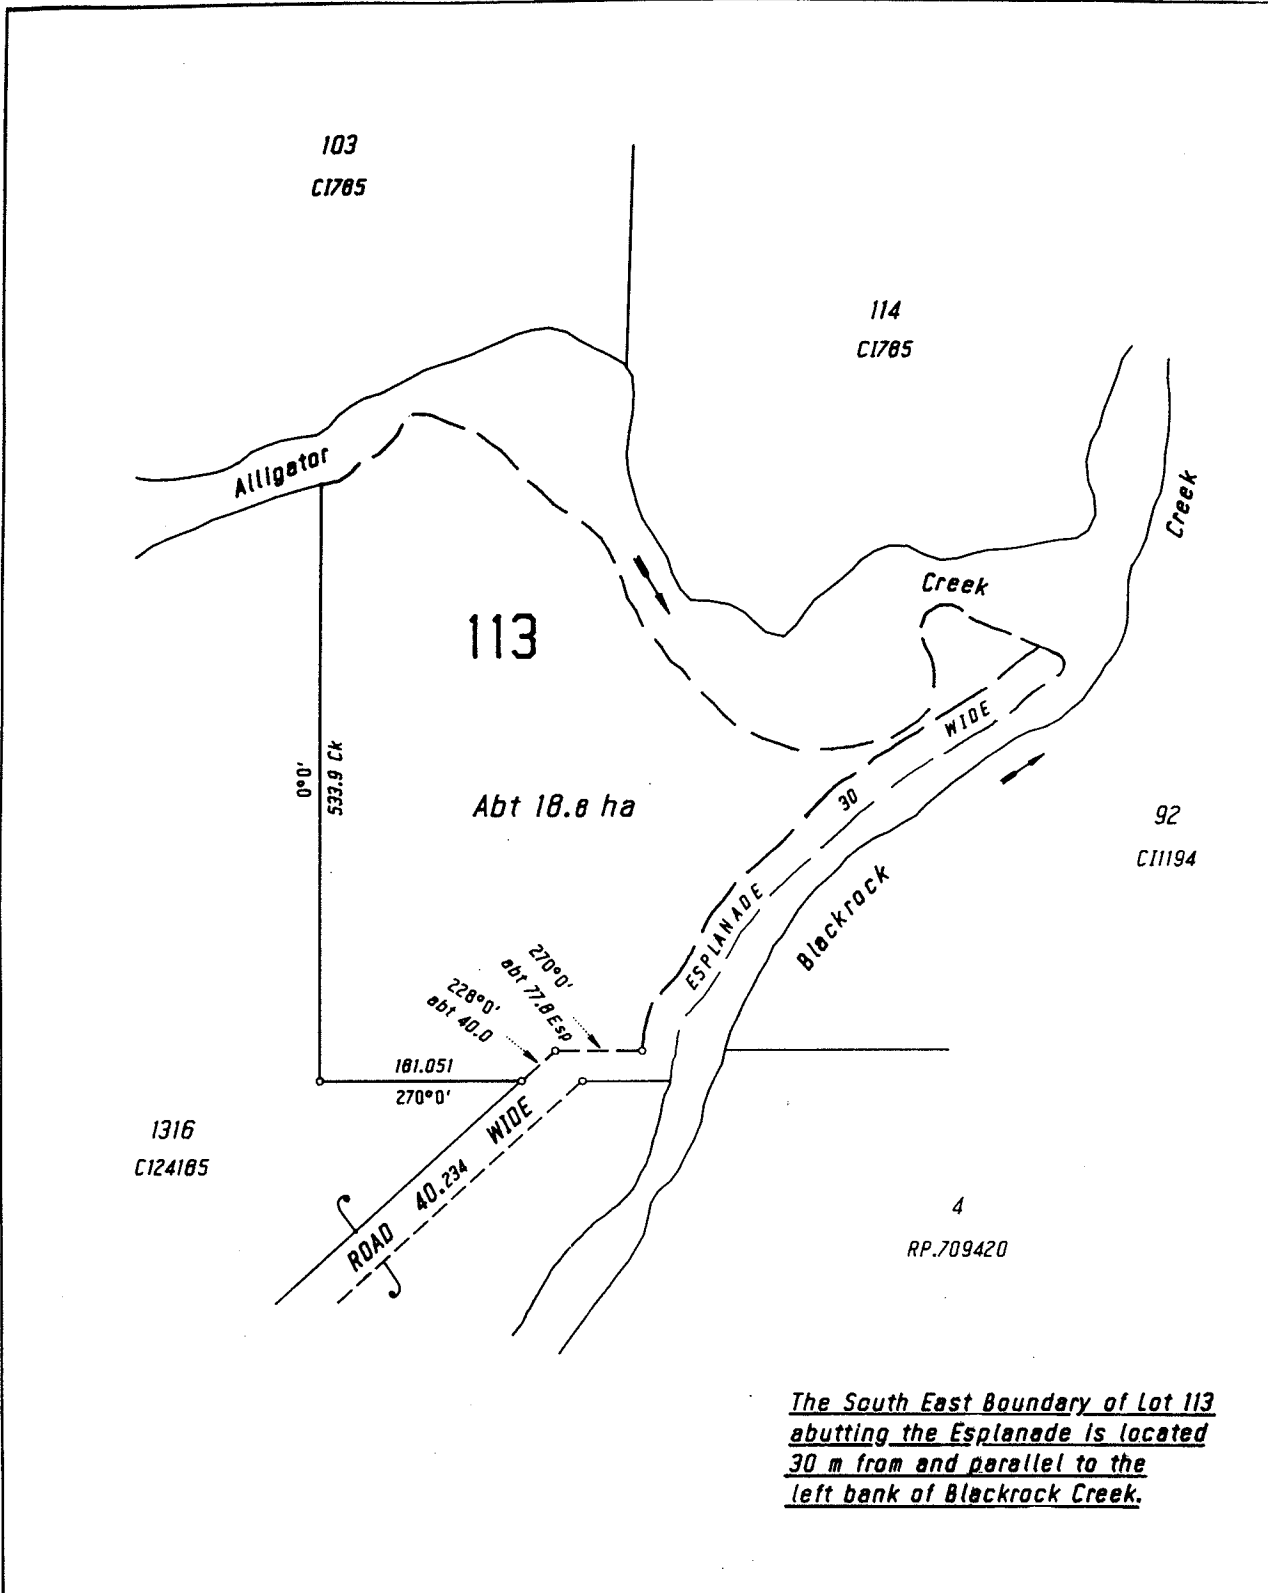 103
CI785
114
CI785
Alligator
Creek
Creek
113
WIDE
0°0'
533.9 Ck
Abt 18.8 ha
30
92
CI1194
ESPLANADE
Blackrock
270°0'
abt 77.8 Esp
228°0'
abt 40.0
181.051
270°0'
WIDE
1316
C124185
40.234
ROAD
4
RP.709420
The South East Boundary of Lot 113
abutting the Esplanade is located
30 m from and parallel to the
left bank of Blackrock Creek.